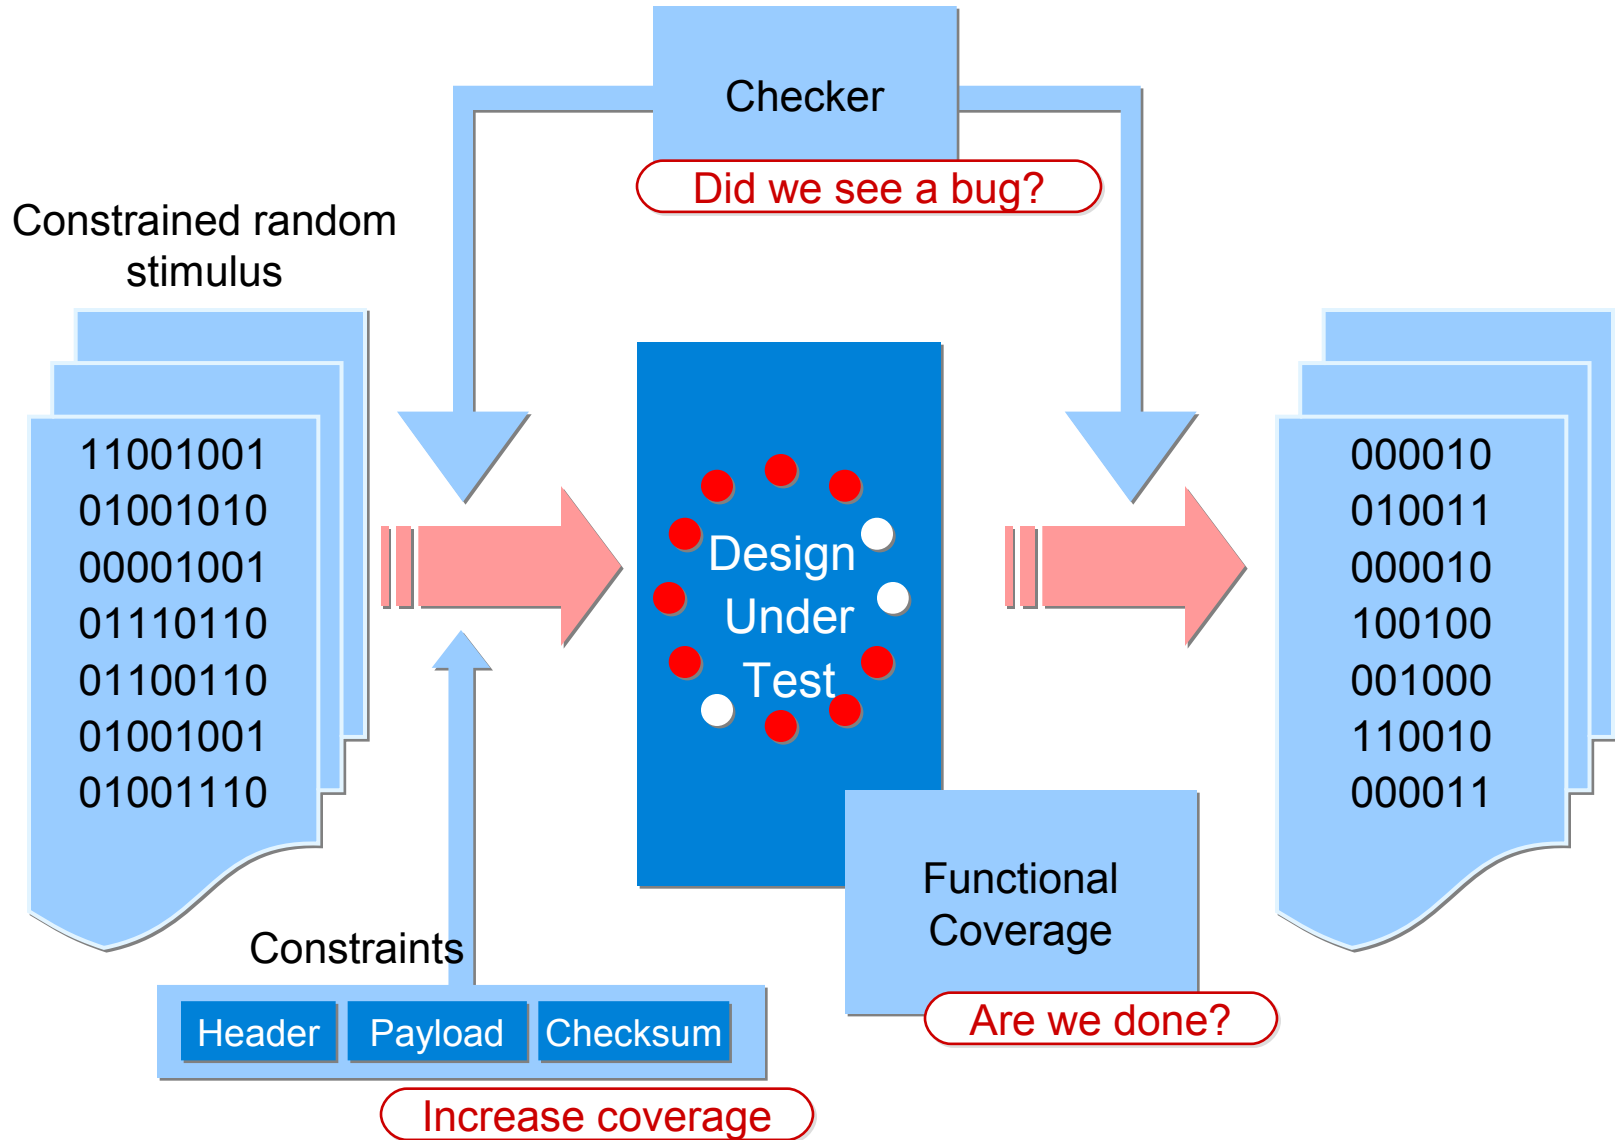 Checker
Did we see a bug?
Constrained random
stimulus
11001001
01001010
00001001
01110110
01100110
01001001
01001110
Design
Under
Test
000010
010011
000010
100100
001000
110010
000011
Functional
Coverage
Are we done?
Constraints
Header
Payload
Checksum
Increase coverage